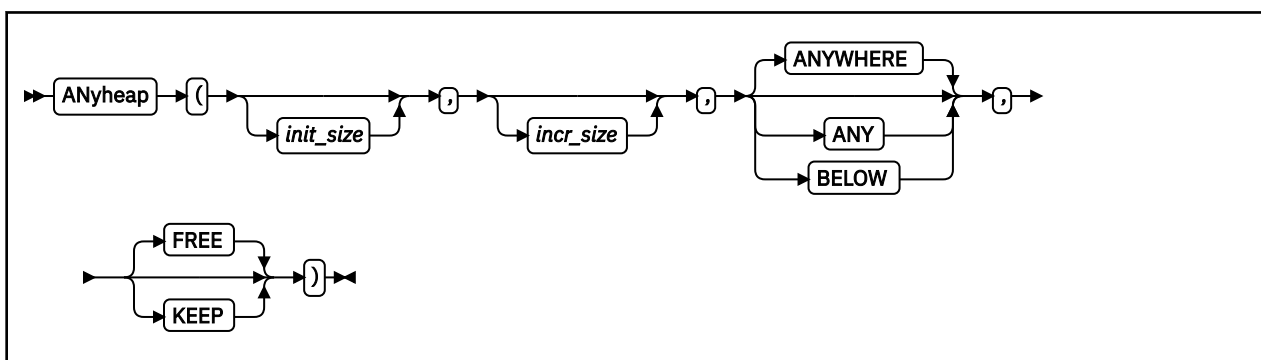 ANYWHERE
ANyheap ( , , ,
init_size incr_size ANY
BELOW
FREE
)
KEEP